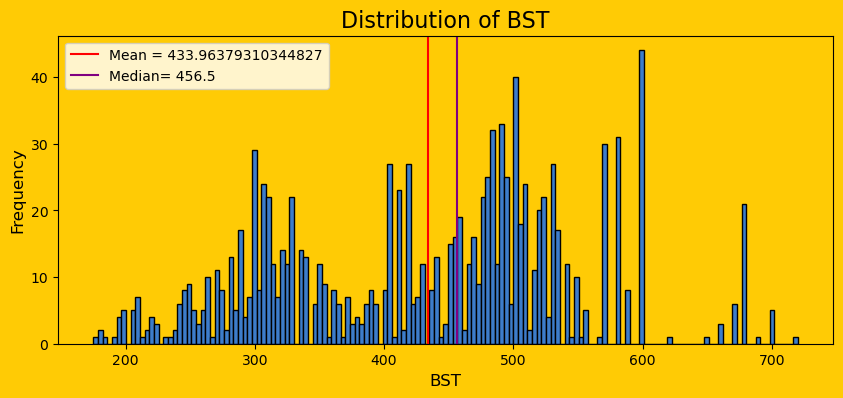 Distribution of BST
Mean = 433.96379310344827
Median= 456.5
Frequency
40
30
20
10
0
200 300 400 500 600 700
BST